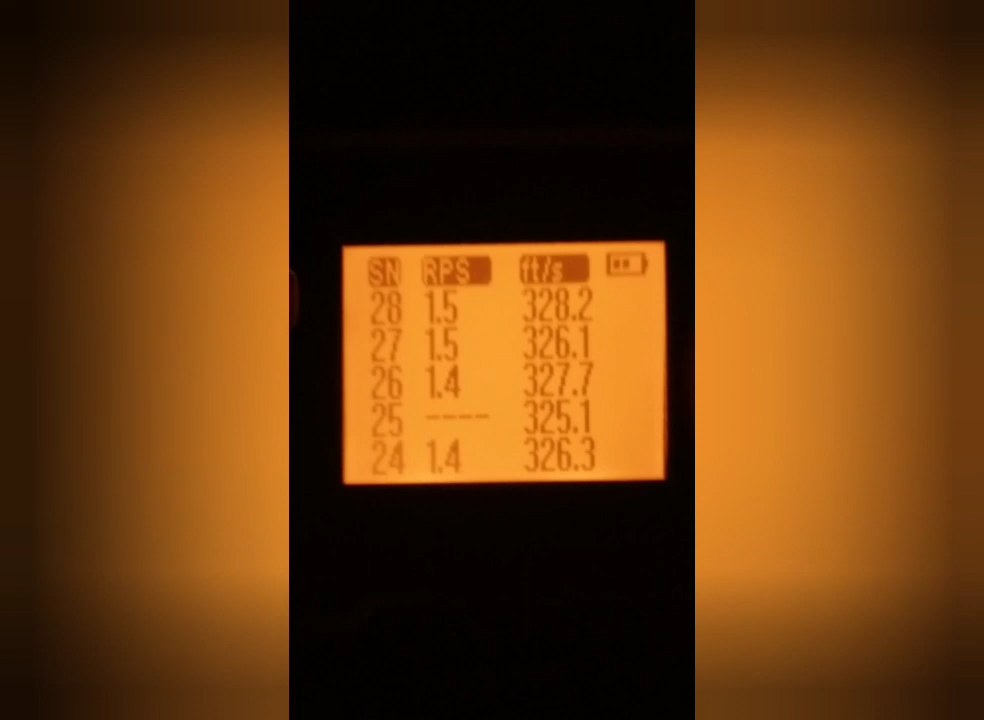 SN RPS ft/s
28 1.5 328.2
27 1.5 326.1
26 1.4 327.7
25 ---- 325.1
24 1.4 326.3